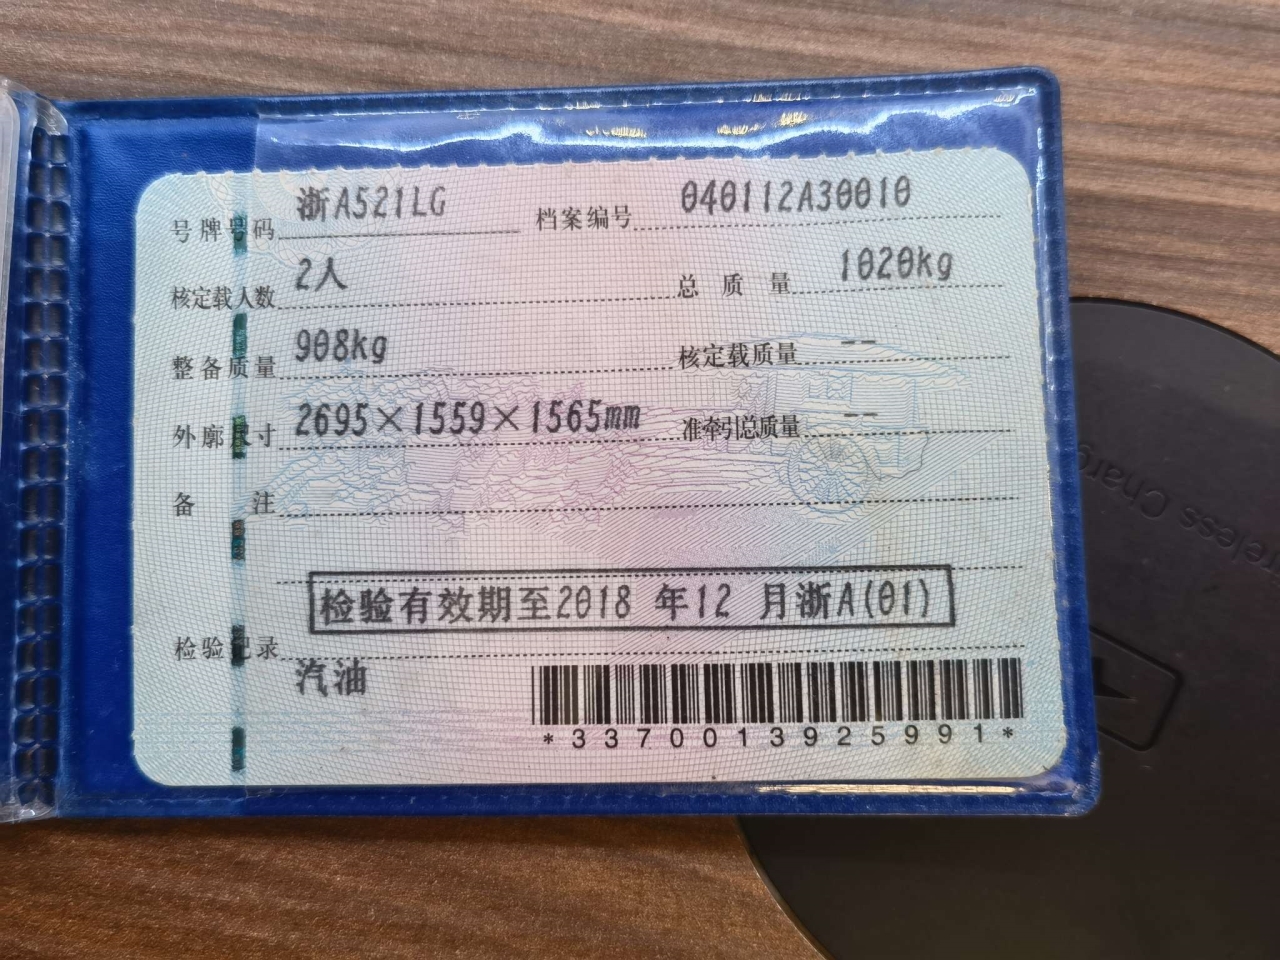 号牌号码 浙A521LG 档案编号 040112A30010
核定载人数 2人 总质量 1020kg
整备质量 908kg 核定载质量 --
外廓尺寸 2695×1559×1565mm 准牵引总质量 --
备注
检验有效期至2018 年12 月浙A(01)
检验记录
汽油
*3370013925991*
Wireless Charg